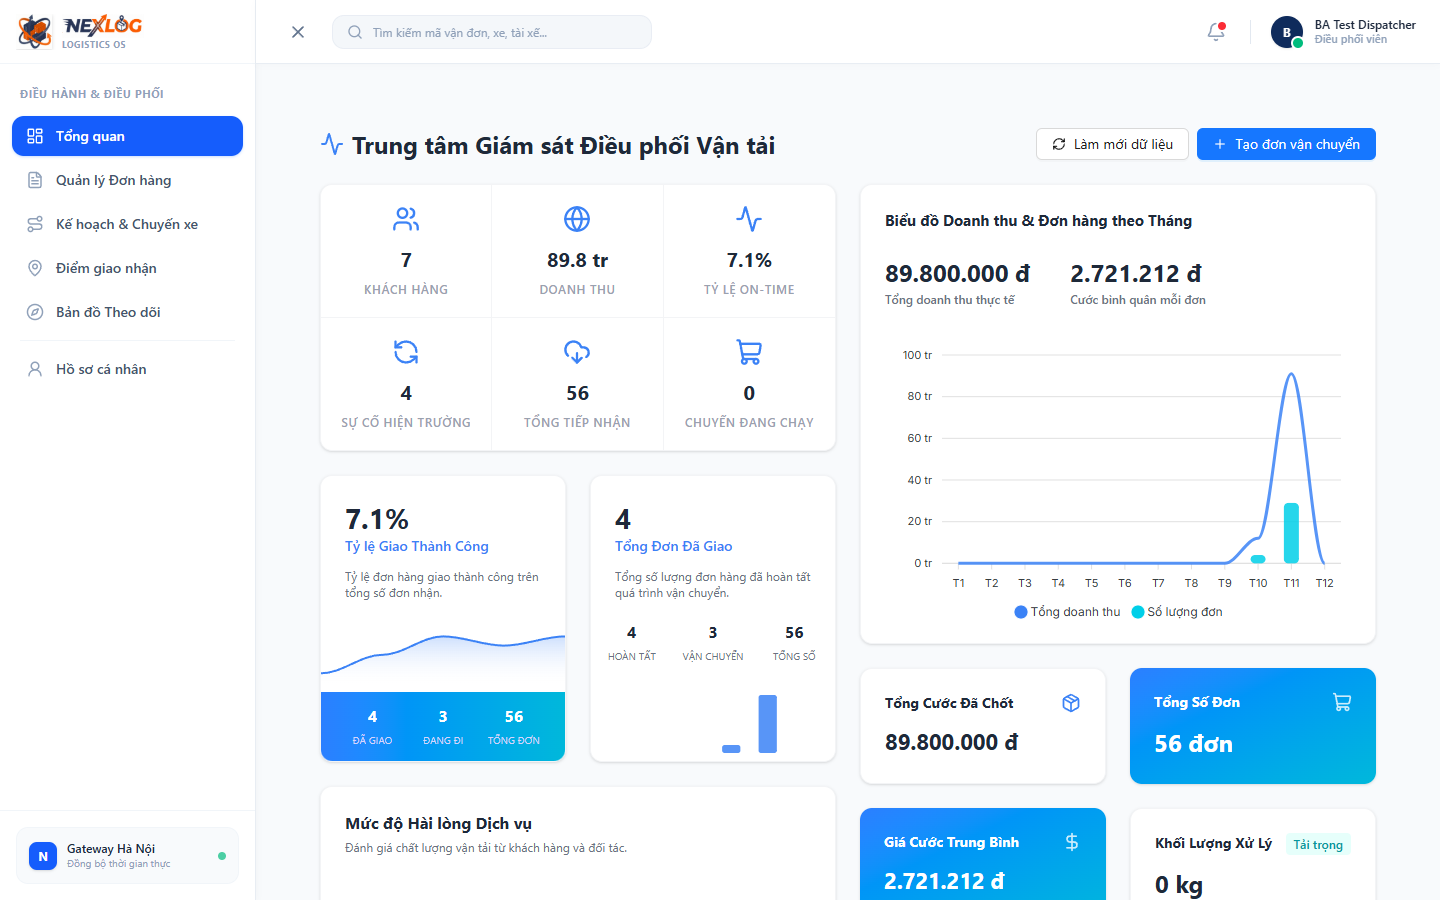 NEXLOG
LOGISTICS OS
Tìm kiếm mã vận đơn, xe, tài xế...
B
BA Test Dispatcher
Điều phối viên
ĐIỀU HÀNH & ĐIỀU PHỐI
Tổng quan
Quản lý Đơn hàng
Kế hoạch & Chuyến xe
Điểm giao nhận
Bản đồ Theo dõi
Hồ sơ cá nhân
N
Gateway Hà Nội
Đồng bộ thời gian thực
Trung tâm Giám sát Điều phối Vận tải
Làm mới dữ liệu
Tạo đơn vận chuyển
7
KHÁCH HÀNG
89.8 tr
DOANH THU
7.1%
TỶ LỆ ON-TIME
4
SỰ CỐ HIỆN TRƯỜNG
56
TỔNG TIẾP NHẬN
0
CHUYẾN ĐANG CHẠY
7.1%
Tỷ lệ Giao Thành Công
Tỷ lệ đơn hàng giao thành công trên
tổng số đơn nhận.
4
ĐÃ GIAO
3
ĐANG ĐI
56
TỔNG ĐƠN
4
Tổng Đơn Đã Giao
Tổng số lượng đơn hàng đã hoàn tất
quá trình vận chuyển.
4
HOÀN TẤT
3
VẬN CHUYỂN
56
TỔNG SỐ
Mức độ Hài lòng Dịch vụ
Đánh giá chất lượng vận tải từ khách hàng và đối tác.
Biểu đồ Doanh thu & Đơn hàng theo Tháng
89.800.000 đ
Tổng doanh thu thực tế
2.721.212 đ
Cước bình quân mỗi đơn
100 tr
80 tr
60 tr
40 tr
20 tr
0 tr
T1 T2 T3 T4 T5 T6 T7 T8 T9 T10 T11 T12
Tổng doanh thu Số lượng đơn
Tổng Cước Đã Chốt
89.800.000 đ
Tổng Số Đơn
56 đơn
Giá Cước Trung Bình
2.721.212 đ
Khối Lượng Xử Lý
Tải trọng
0 kg